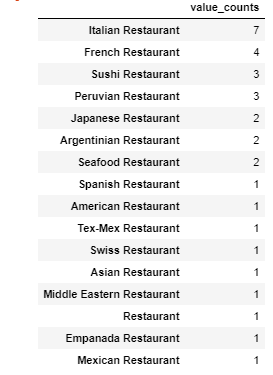 value_counts
Italian Restaurant 7
French Restaurant 4
Sushi Restaurant 3
Peruvian Restaurant 3
Japanese Restaurant 2
Argentinian Restaurant 2
Seafood Restaurant 2
Spanish Restaurant 1
American Restaurant 1
Tex-Mex Restaurant 1
Swiss Restaurant 1
Asian Restaurant 1
Middle Eastern Restaurant 1
Restaurant 1
Empanada Restaurant 1
Mexican Restaurant 1